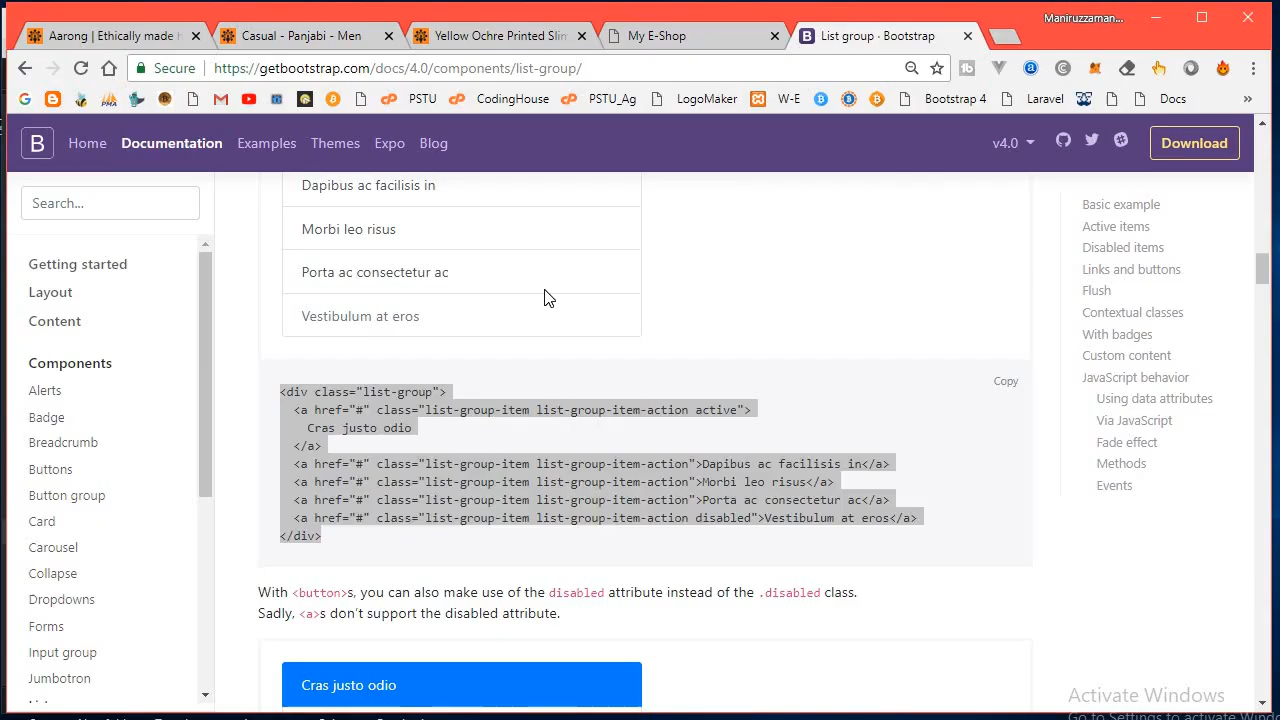 Maniruzzaman...
Aarong | Ethically made
Casual - Panjabi - Men
Yellow Ochre Printed Slim
My E-Shop
List group · Bootstrap
Secure
https://getbootstrap.com/docs/4.0/components/list-group/
PSTU
CodingHouse
PSTU_Ag
LogoMaker
W-E
Bootstrap 4
Laravel
Docs
»
B
Home
Documentation
Examples
Themes
Expo
Blog
v4.0
Download
Search...
Getting started
Layout
Content
Components
Alerts
Badge
Breadcrumb
Buttons
Button group
Card
Carousel
Collapse
Dropdowns
Forms
Input group
Jumbotron
Dapibus ac facilisis in
Morbi leo risus
Porta ac consectetur ac
Vestibulum at eros
Copy
<div class="list-group">
  <a href="#" class="list-group-item list-group-item-action active">
    Cras justo odio
  </a>
  <a href="#" class="list-group-item list-group-item-action">Dapibus ac facilisis in</a>
  <a href="#" class="list-group-item list-group-item-action">Morbi leo risus</a>
  <a href="#" class="list-group-item list-group-item-action">Porta ac consectetur ac</a>
  <a href="#" class="list-group-item list-group-item-action disabled">Vestibulum at eros</a>
</div>
With <button>s, you can also make use of the disabled attribute instead of the .disabled class.
Sadly, <a>s don't support the disabled attribute.
Cras justo odio
Basic example
Active items
Disabled items
Links and buttons
Flush
Contextual classes
With badges
Custom content
JavaScript behavior
Using data attributes
Via JavaScript
Fade effect
Methods
Events
Activate Windows
Go to Settings to activate Wind